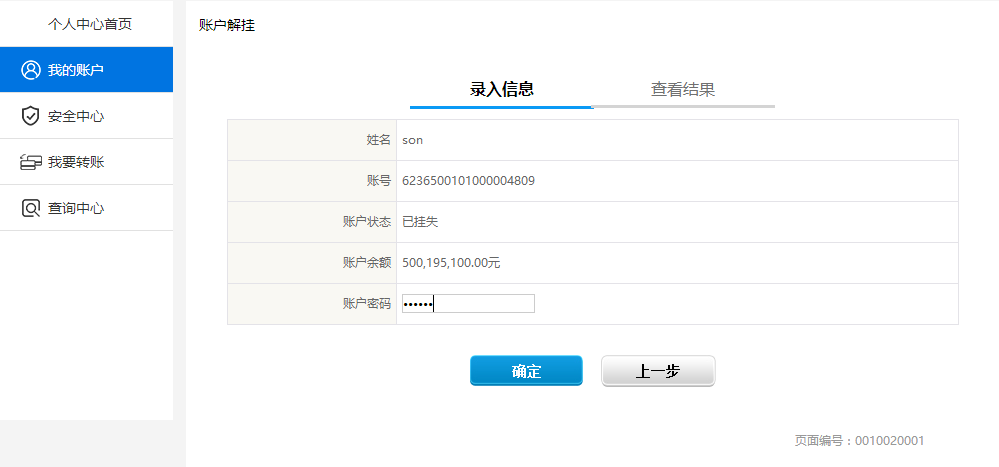 个人中心首页
我的账户
安全中心
我要转账
查询中心
账户解挂
录入信息 查看结果
姓名 son
账号 6236500101000004809
账户状态 已挂失
账户余额 500,195,100.00元
账户密码 ••••••
确定 上一步
页面编号：0010020001